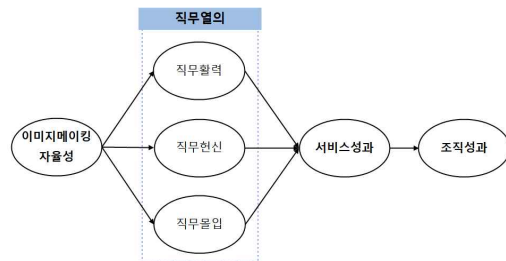 직무열의
직무활력
이미지메이킹
자율성
직무헌신
서비스성과
조직성과
직무몰입